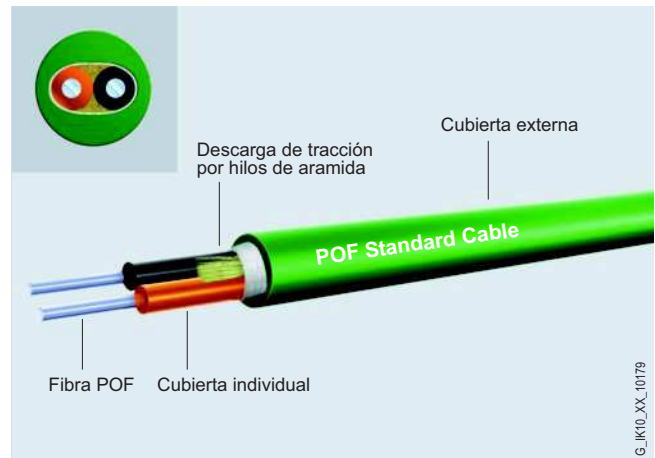 Cubierta externa
Descarga de tracción
por hilos de aramida
POF Standard Cable
Fibra POF
Cubierta individual
G_IK10_XX_10179